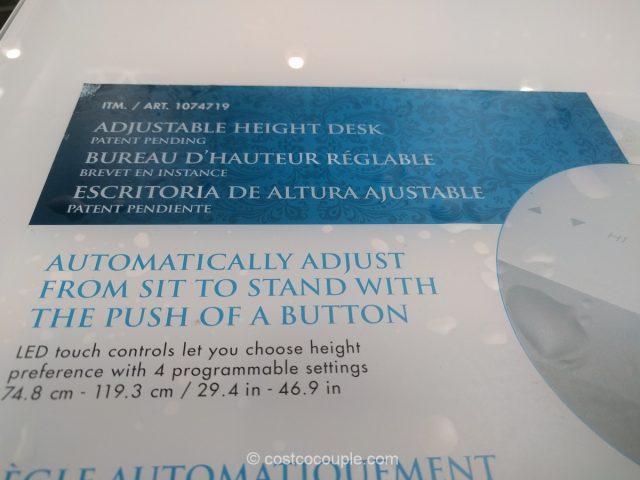 ITM. / ART. 1074719
ADJUSTABLE HEIGHT DESK
PATENT PENDING
BUREAU D'HAUTEUR RÉGLABLE
BREVET EN INSTANCE
ESCRITORIA DE ALTURA AJUSTABLE
PATENT PENDIENTE
AUTOMATICALLY ADJUST
FROM SIT TO STAND WITH
THE PUSH OF A BUTTON
LED touch controls let you choose height
preference with 4 programmable settings
74.8 cm - 119.3 cm / 29.4 in - 46.9 in
RÈGLE AUTOMATIQUEMENT
© costcocouple.com